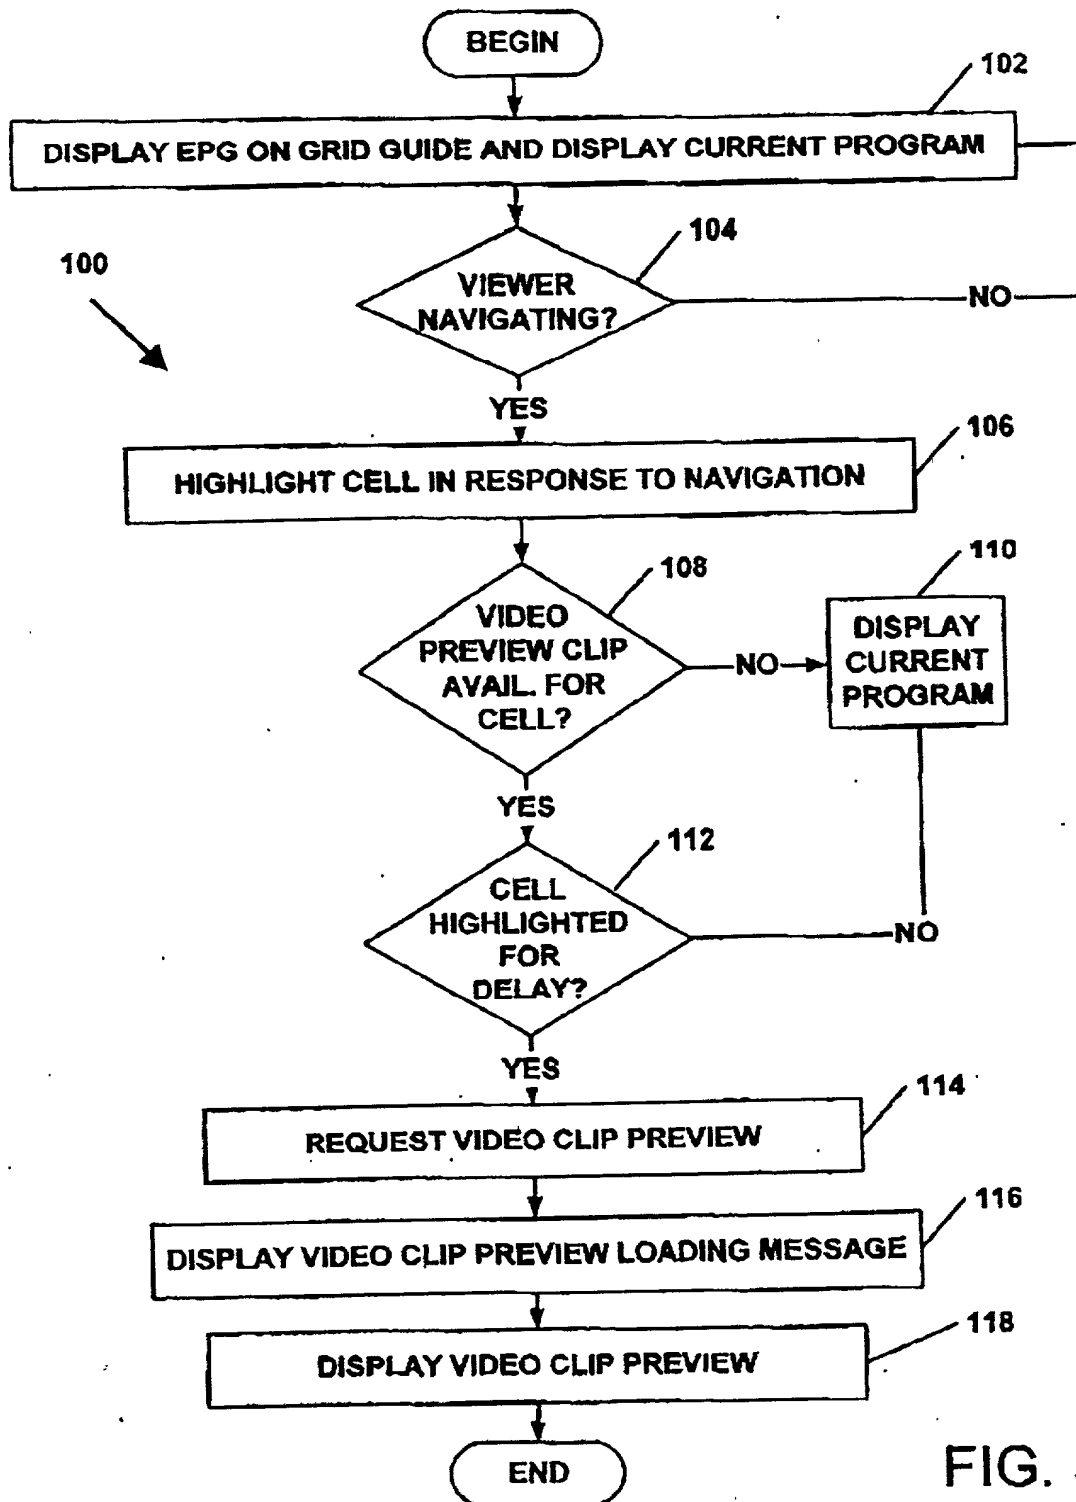 BEGIN
102
DISPLAY EPG ON GRID GUIDE AND DISPLAY CURRENT PROGRAM
104
100
VIEWER
NAVIGATING?
NO
YES
106
HIGHLIGHT CELL IN RESPONSE TO NAVIGATION
108
110
VIDEO
PREVIEW CLIP
AVAIL. FOR
CELL?
NO
DISPLAY
CURRENT
PROGRAM
YES
112
CELL
HIGHLIGHTED
FOR
DELAY?
NO
YES
114
REQUEST VIDEO CLIP PREVIEW
116
DISPLAY VIDEO CLIP PREVIEW LOADING MESSAGE
118
DISPLAY VIDEO CLIP PREVIEW
END
FIG.